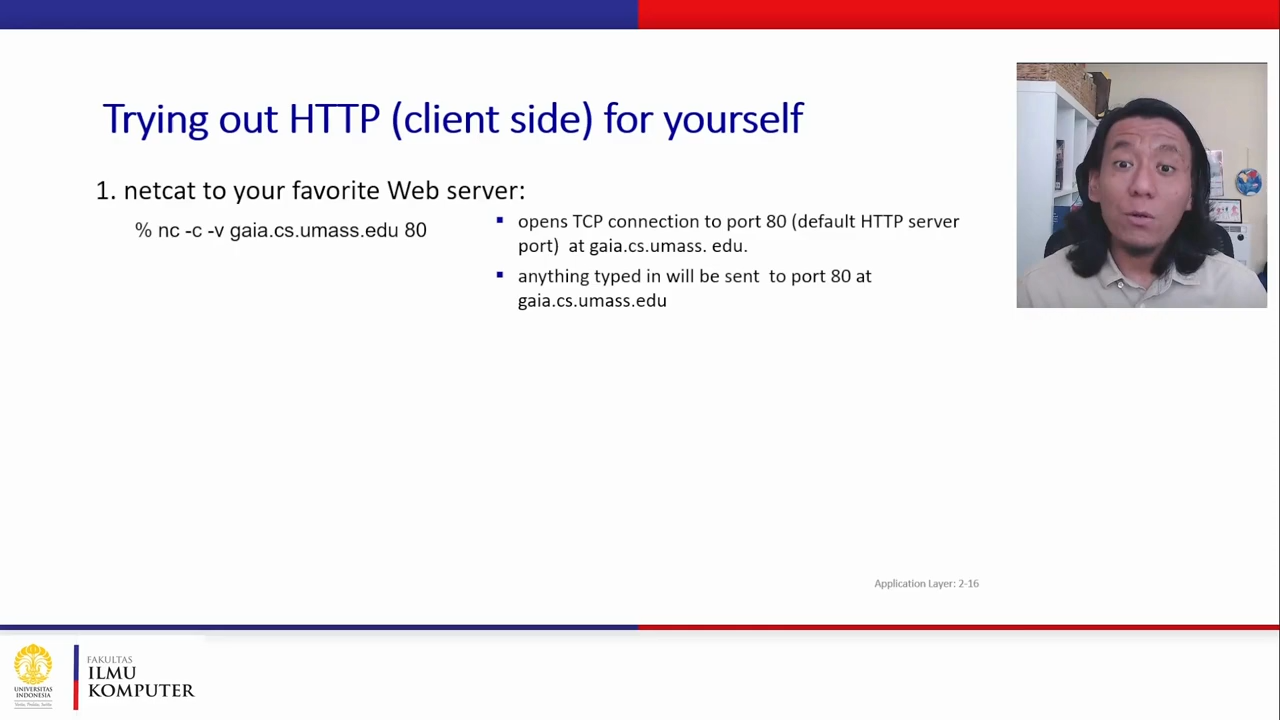 Trying out HTTP (client side) for yourself
1. netcat to your favorite Web server:
% nc -c -v gaia.cs.umass.edu 80
▪ opens TCP connection to port 80 (default HTTP server
port)  at gaia.cs.umass. edu.
▪ anything typed in will be sent  to port 80 at
gaia.cs.umass.edu
Application Layer: 2-16
UNIVERSITAS
INDONESIA
FAKULTAS
ILMU
KOMPUTER